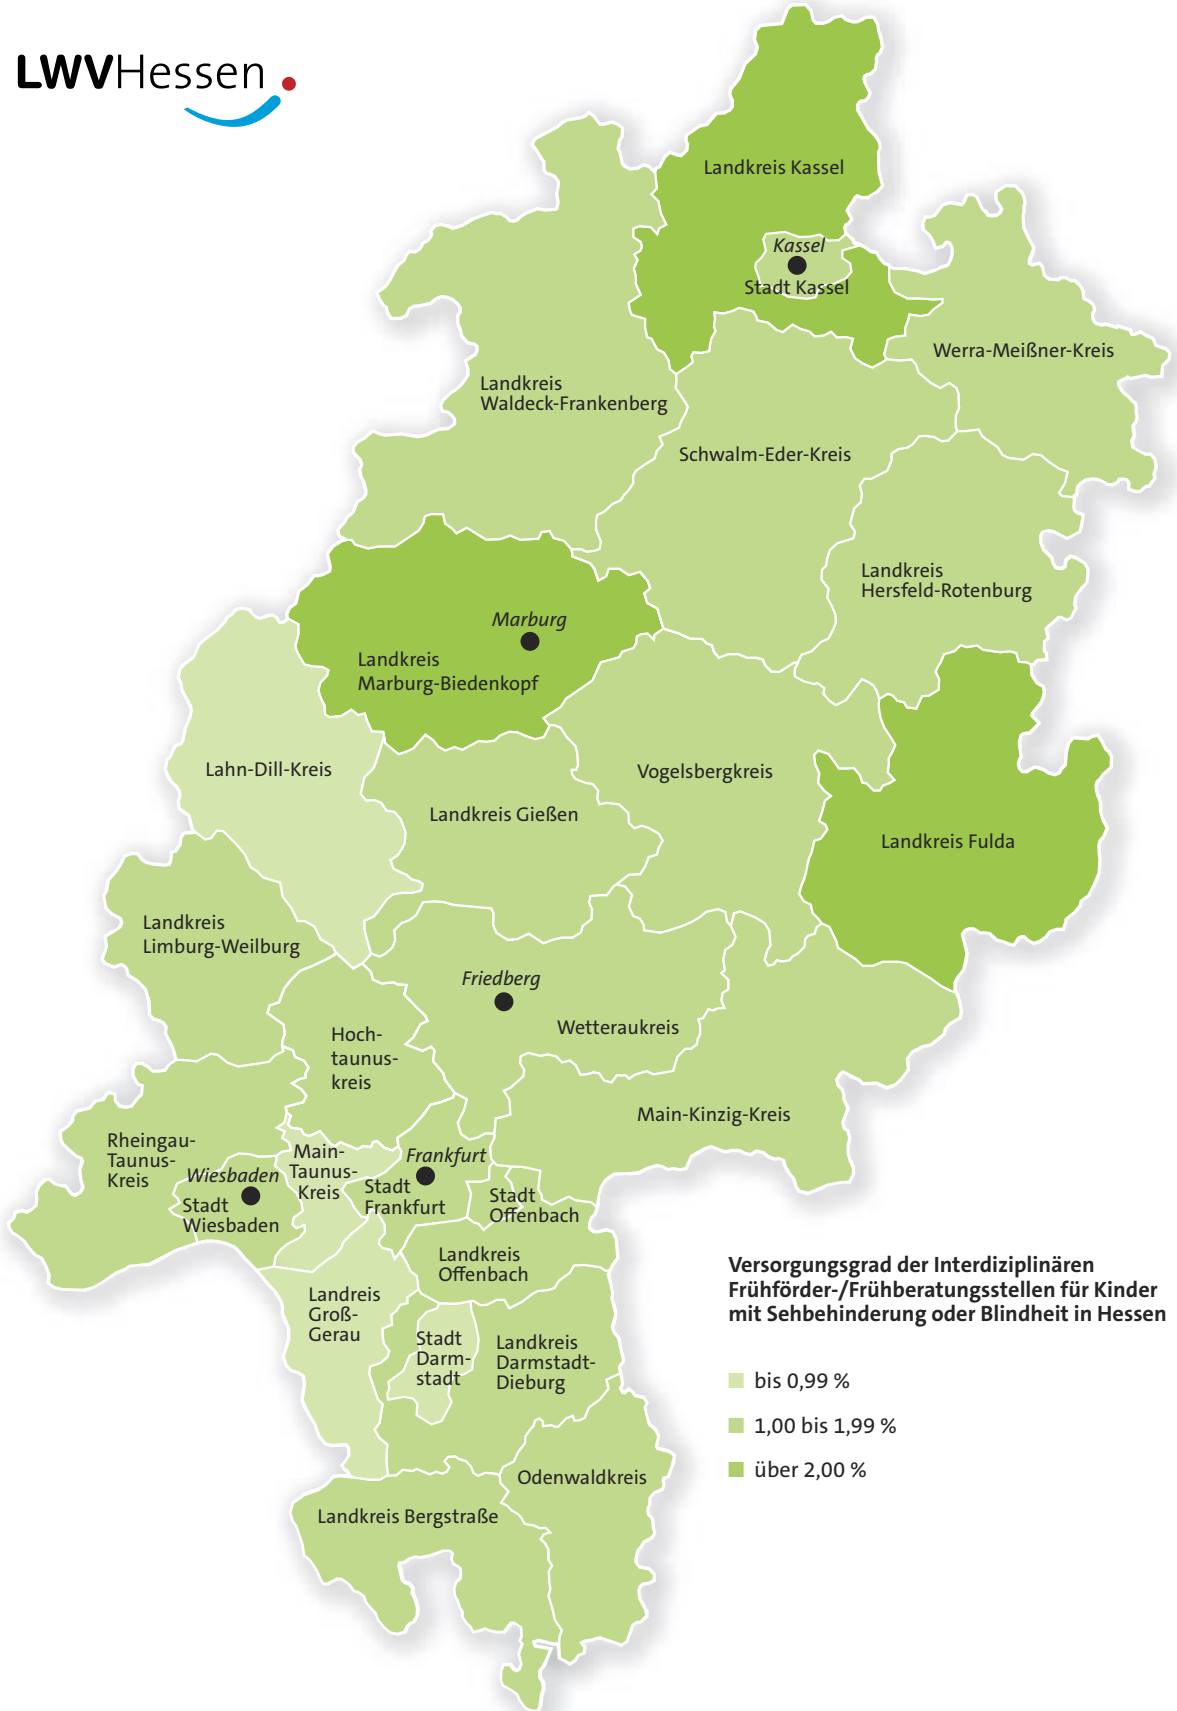 LWVHessen
Landkreis Kassel
Kassel
Stadt Kassel
Werra-Meißner-Kreis
Landkreis
Waldeck-Frankenberg
Schwalm-Eder-Kreis
Landkreis
Hersfeld-Rotenburg
Marburg
Landkreis
Marburg-Biedenkopf
Lahn-Dill-Kreis
Vogelsbergkreis
Landkreis Gießen
Landkreis Fulda
Landkreis
Limburg-Weilburg
Friedberg
Wetteraukreis
Hoch-
taunus-
kreis
Main-Kinzig-Kreis
Rheingau-
Taunus-
Kreis
Wiesbaden
Stadt
Wiesbaden
Main-
Taunus-
Kreis
Frankfurt
Stadt
Frankfurt
Stadt
Offenbach
Landkreis
Offenbach
Landreis
Groß-
Gerau
Stadt
Darm-
stadt
Landkreis
Darmstadt-
Dieburg
Odenwaldkreis
Landkreis Bergstraße
Versorgungsgrad der Interdiziplinären
Frühförder-/Frühberatungsstellen für Kinder
mit Sehbehinderung oder Blindheit in Hessen
bis 0,99 %
1,00 bis 1,99 %
über 2,00 %